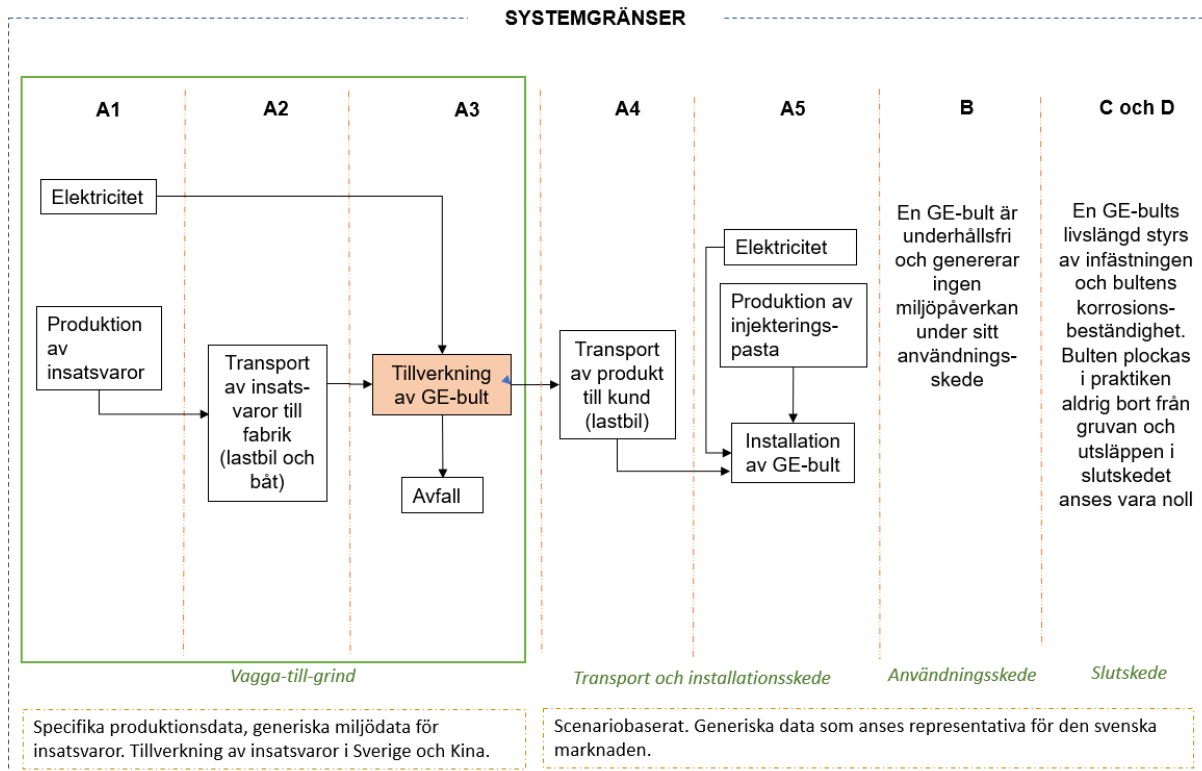 SYSTEMGRÄNSER
A1
A2
A3
A4
A5
B
C och D
Elektricitet
Produktion
av
insatsvaror
Transport
av insats-
varor till
fabrik
(lastbil och
båt)
Tillverkning
av GE-bult
Avfall
Transport
av produkt
till kund
(lastbil)
Elektricitet
Produktion av
injekterings-
pasta
Installation
av GE-bult
En GE-bult är
underhållsfri
och genererar
ingen
miljöpåverkan
under sitt
användnings-
skede
En GE-bults
livslängd styrs
av infästningen
och bultens
korrosions-
beständighet.
Bulten plockas
i praktiken
aldrig bort från
gruvan och
utsläppen i
slutskedet
anses vara noll
Vagga-till-grind
Transport och installationsskede
Användningsskede
Slutskede
Specifika produktionsdata, generiska miljödata för
insatsvaror. Tillverkning av insatsvaror i Sverige och Kina.
Scenariobaserat. Generiska data som anses representativa för den svenska
marknaden.